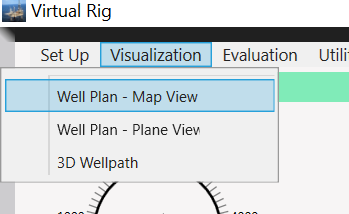 Virtual Rig
Set Up Visualization Evaluation
Well Plan - Map View
Well Plan - Plane View
3D Wellpath